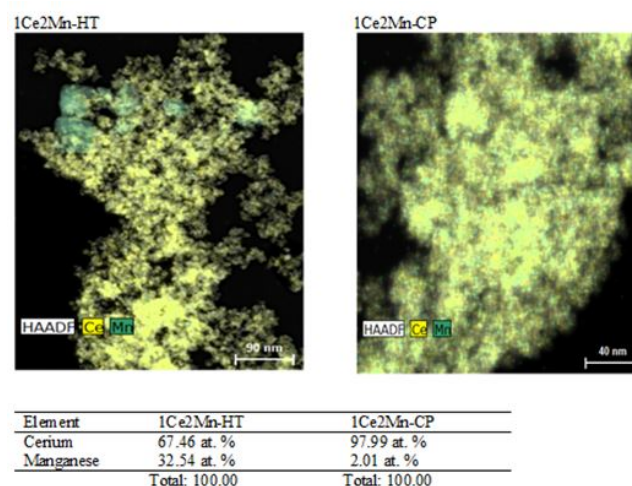 1Ce2Mn-HT 1Ce2Mn-CP
HAADF Ce Mn 90 nm
HAADF Ce Mn 40 nm
Element 1Ce2Mn-HT 1Ce2Mn-CP
Cerium 67.46 at. % 97.99 at. %
Manganese 32.54 at. % 2.01 at. %
Total: 100.00 Total: 100.00